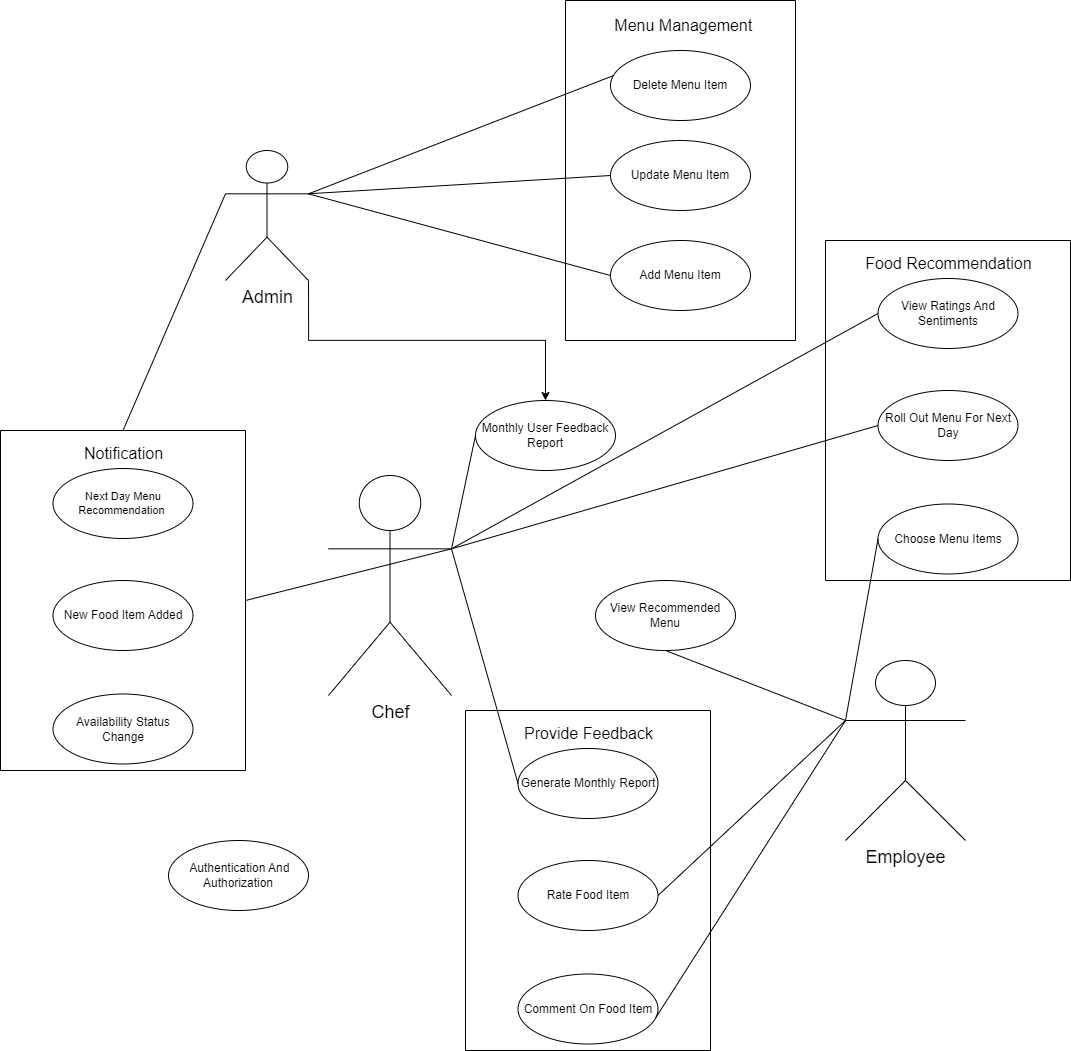 Menu Management
Delete Menu Item
Update Menu Item
Add Menu Item
Admin
Food Recommendation
View Ratings And
Sentiments
Roll Out Menu For Next
Day
Choose Menu Items
Monthly User Feedback
Report
Notification
Next Day Menu
Recommendation
New Food Item Added
Availability Status
Change
Chef
View Recommended
Menu
Provide Feedback
Generate Monthly Report
Rate Food Item
Comment On Food Item
Employee
Authentication And
Authorization